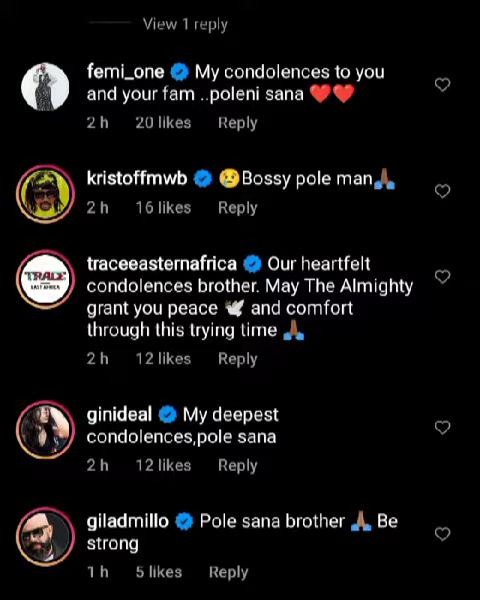 View 1 reply
femi_one My condolences to you
and your fam ..poleni sana ❤️❤️
2 h 20 likes Reply
kristoffmwb 😢Bossy pole man🙏🏾
2 h 16 likes Reply
TRACE
EAST AFRICA
traceeasternafrica Our heartfelt
condolences brother. May The Almighty
grant you peace 🕊️ and comfort
through this trying time 🙏🏾
2 h 12 likes Reply
ginideal My deepest
condolences,pole sana
2 h 12 likes Reply
giladmillo Pole sana brother 🙏🏾 Be
strong
1 h 5 likes Reply